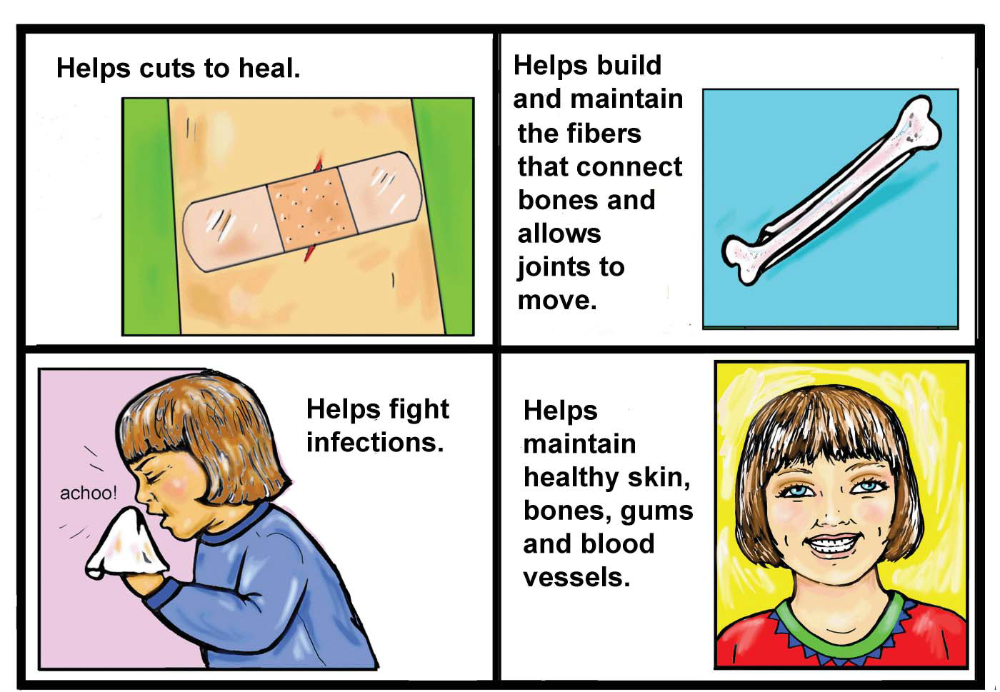 Helps cuts to heal.
Helps build
and maintain
the fibers
that connect
bones and
allows
joints to
move.
achoo!
Helps fight
infections.
Helps
maintain
healthy skin,
bones, gums
and blood
vessels.